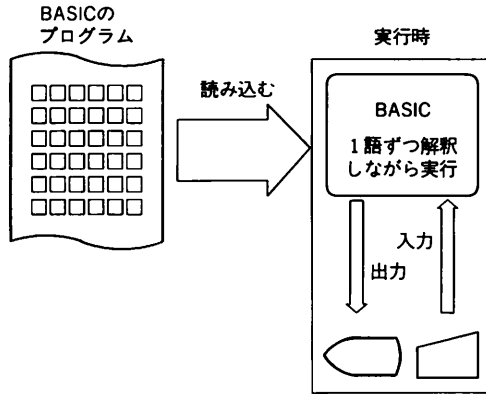 BASICの
プログラム
読み込む
実行時
BASIC
1語ずつ解釈
しながら実行
出力
入力